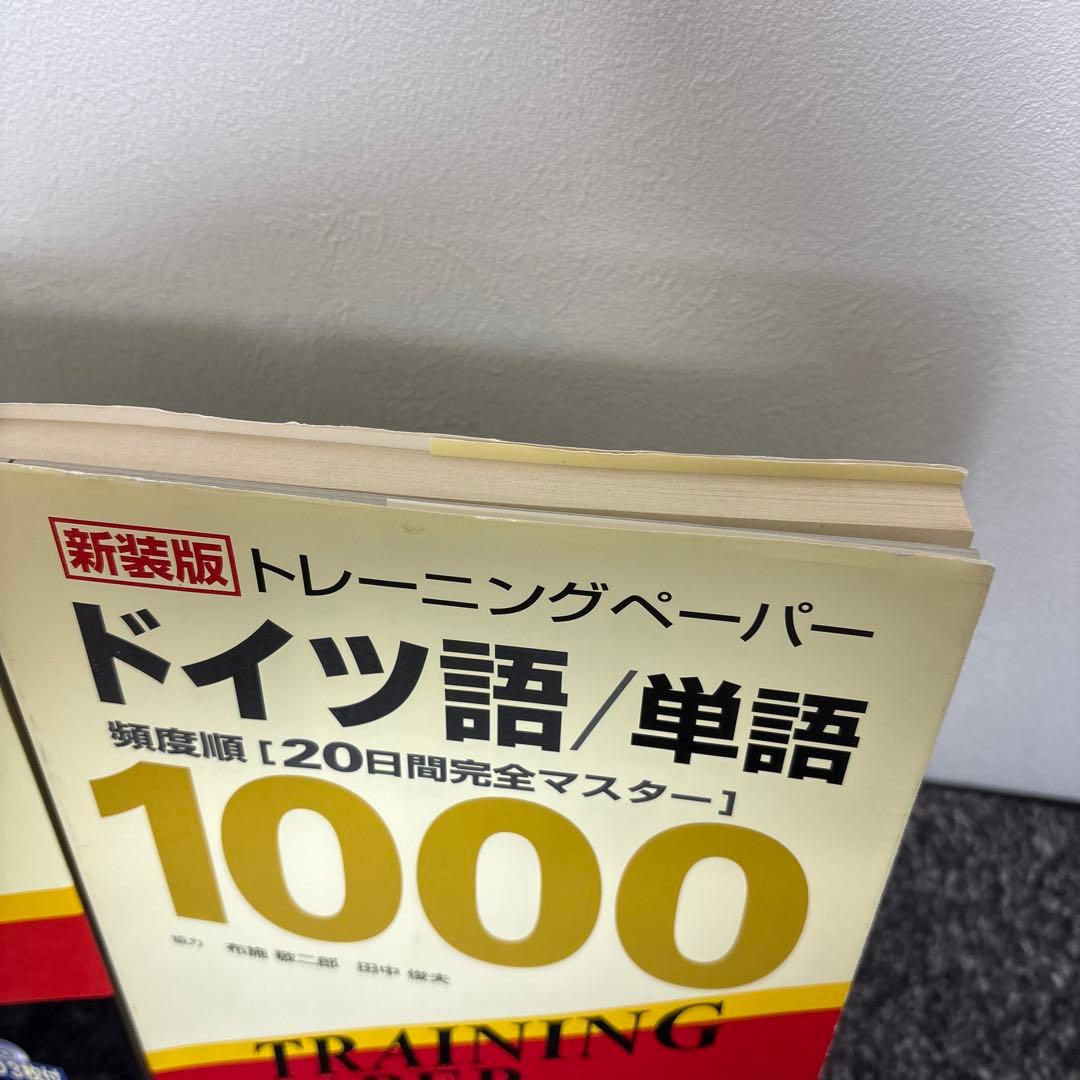 新装版 トレーニングペーパー
ドイツ語/単語
頻度順[20日間完全マスター]
1000
協力 布施 敏二郎 田中 俊夫
TRAINING